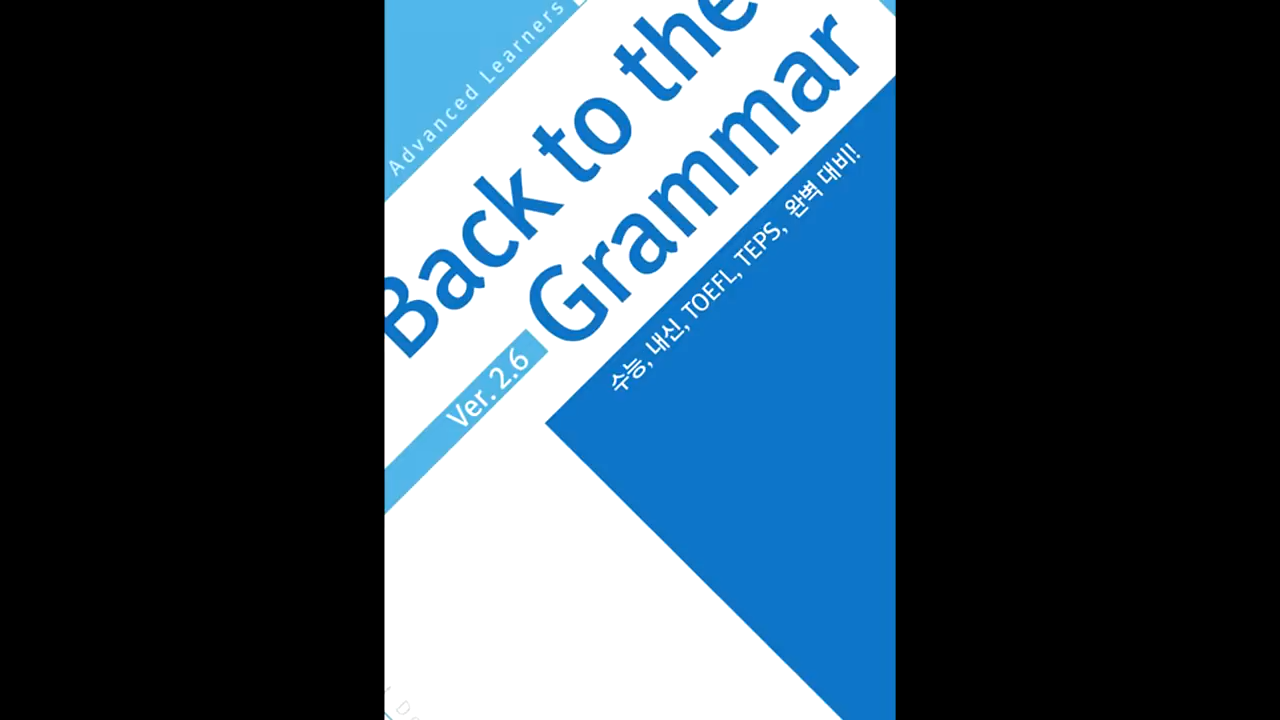 Advanced Learners
Back to the
Grammar
Ver. 2.6
수능, 내신, TOEFL, TEPS, 완벽 대비!